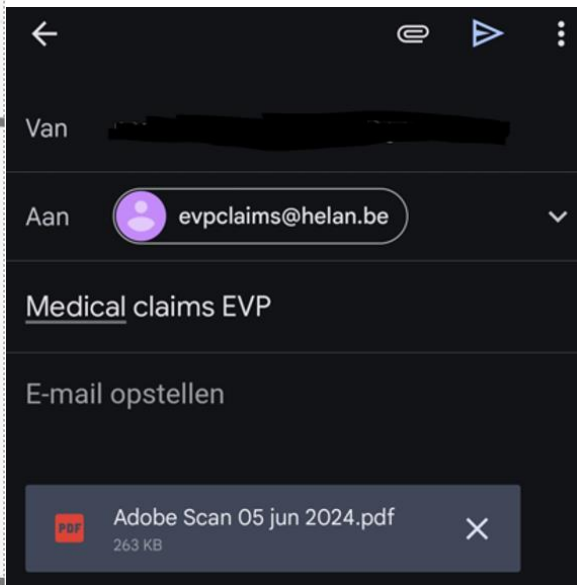 Van
Aan evpclaims@helan.be
Medical claims EVP
E-mail opstellen
PDF Adobe Scan 05 jun 2024.pdf
263 KB